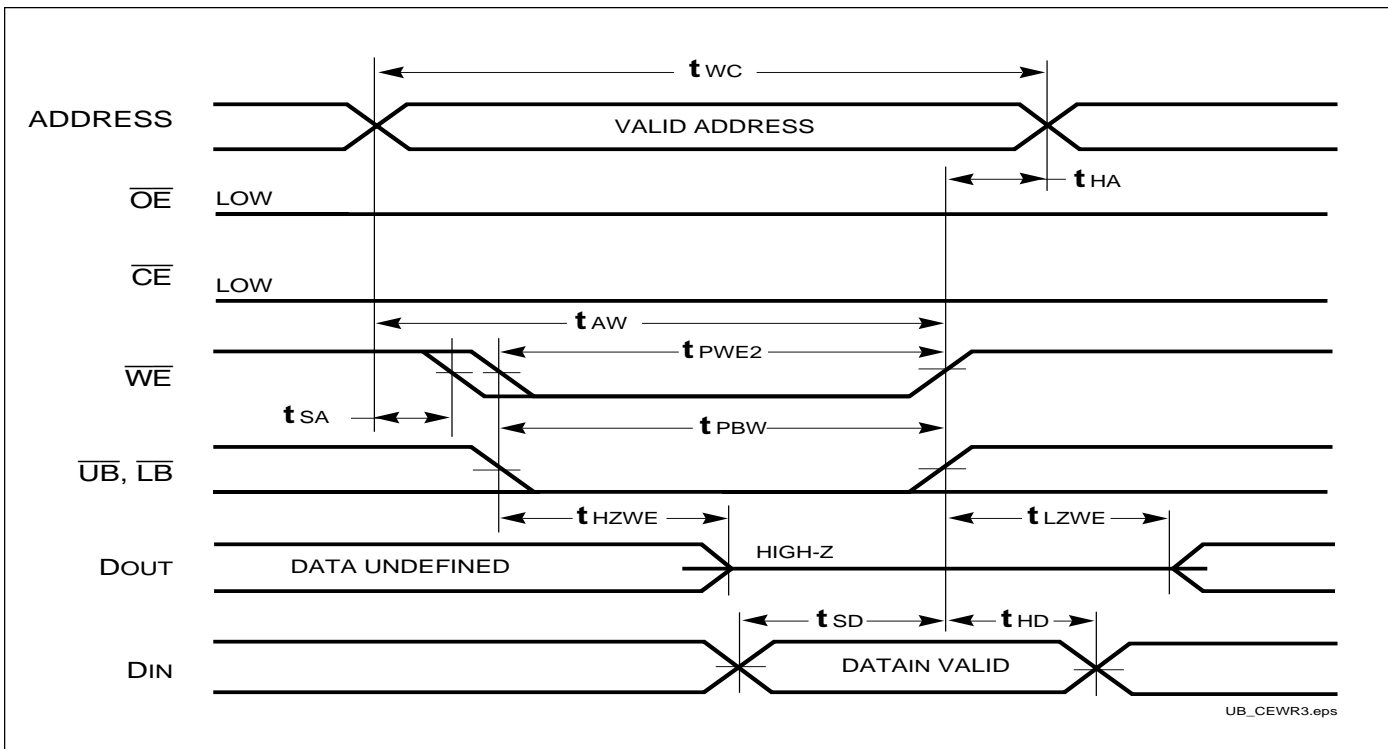 t WC
ADDRESS
VALID ADDRESS
t HA
OE
LOW
CE
LOW
t AW
t PWE2
WE
t SA
t PBW
UB, LB
t HZWE
t LZWE
HIGH-Z
DOUT
DATA UNDEFINED
t SD
t HD
DIN
DATAIN VALID
UB_CEWR3.eps